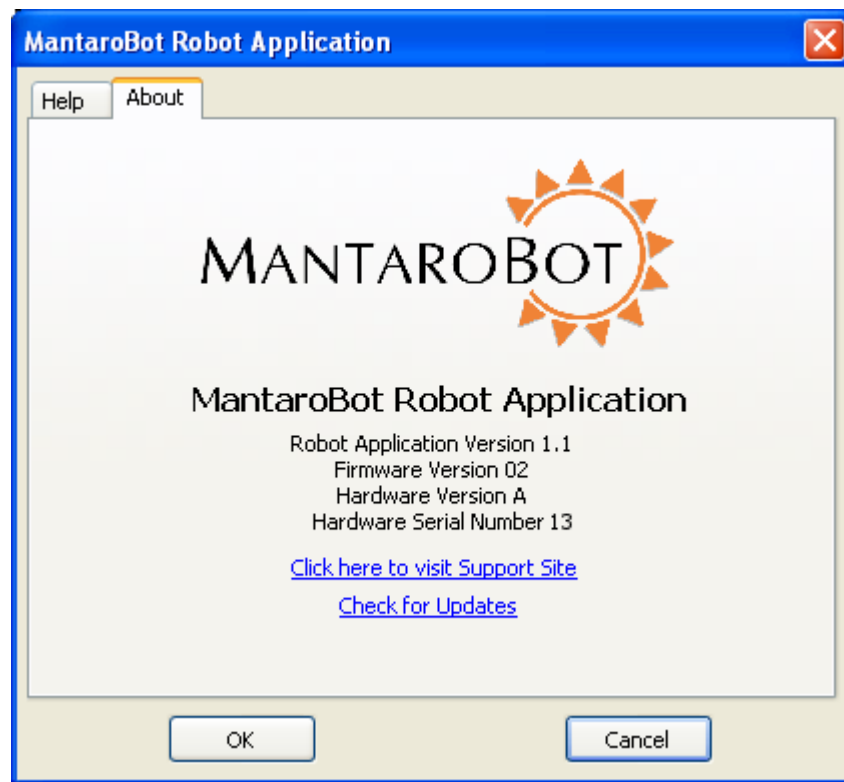 MantaroBot Robot Application
Help About
MANTAROBOT
MantaroBot Robot Application
Robot Application Version 1.1
Firmware Version 02
Hardware Version A
Hardware Serial Number 13
Click here to visit Support Site
Check for Updates
OK Cancel